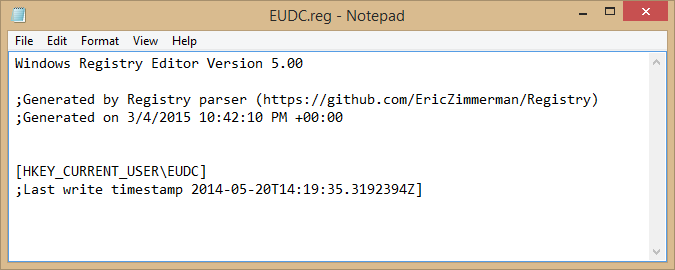 EUDC.reg - Notepad
File Edit Format View Help
Windows Registry Editor Version 5.00
;Generated by Registry parser (https://github.com/EricZimmerman/Registry)
;Generated on 3/4/2015 10:42:10 PM +00:00
[HKEY_CURRENT_USER\EUDC]
;Last write timestamp 2014-05-20T14:19:35.3192394Z]